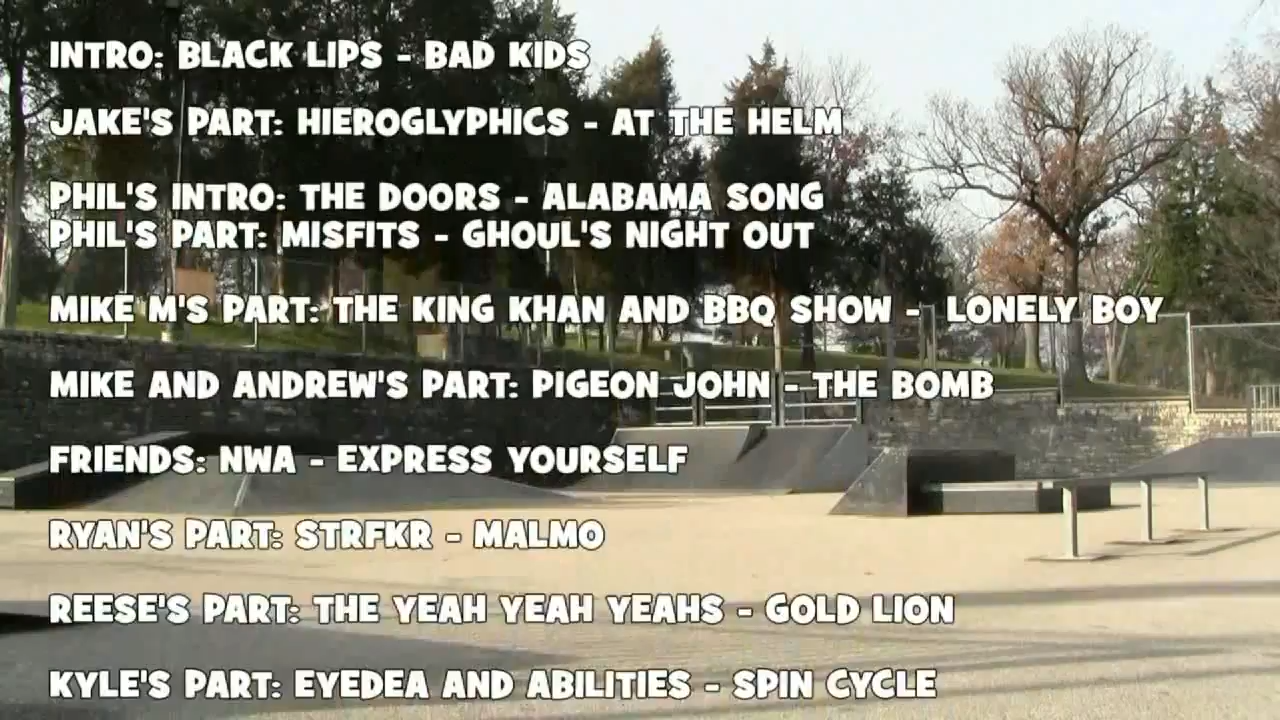 INTRO: BLACK LIPS - BAD KIDS
JAKE'S PART: HIEROGLYPHICS - AT THE HELM
PHIL'S INTRO: THE DOORS - ALABAMA SONG
PHIL'S PART: MISFITS - GHOUL'S NIGHT OUT
MIKE M'S PART: THE KING KHAN AND BBQ SHOW - LONELY BOY
MIKE AND ANDREW'S PART: PIGEON JOHN - THE BOMB
FRIENDS: NWA - EXPRESS YOURSELF
RYAN'S PART: STRFKR - MALMO
REESE'S PART: THE YEAH YEAH YEAHS - GOLD LION
KYLE'S PART: EYEDEA AND ABILITIES - SPIN CYCLE